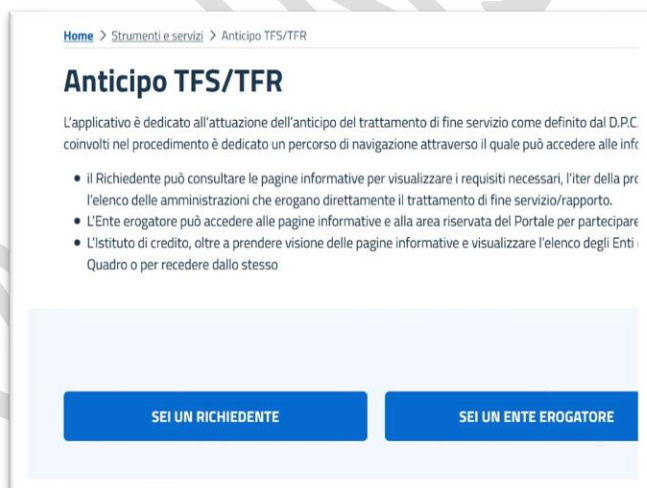 Home > Strumenti e servizi > Anticipo TFS/TFR
Anticipo TFS/TFR
L'applicativo è dedicato all'attuazione dell'anticipo del trattamento di fine servizio come definito dal D.P.C.
coinvolti nel procedimento è dedicato un percorso di navigazione attraverso il quale può accedere alle info
• il Richiedente può consultare le pagine informative per visualizzare i requisiti necessari, l'iter della pro
l'elenco delle amministrazioni che erogano direttamente il trattamento di fine servizio/rapporto.
• L'Ente erogatore può accedere alle pagine informative e alla area riservata del Portale per partecipare
• L'Istituto di credito, oltre a prendere visione delle pagine informative e visualizzare l'elenco degli Enti
Quadro o per recedere dallo stesso
SEI UN RICHIEDENTE
SEI UN ENTE EROGATORE